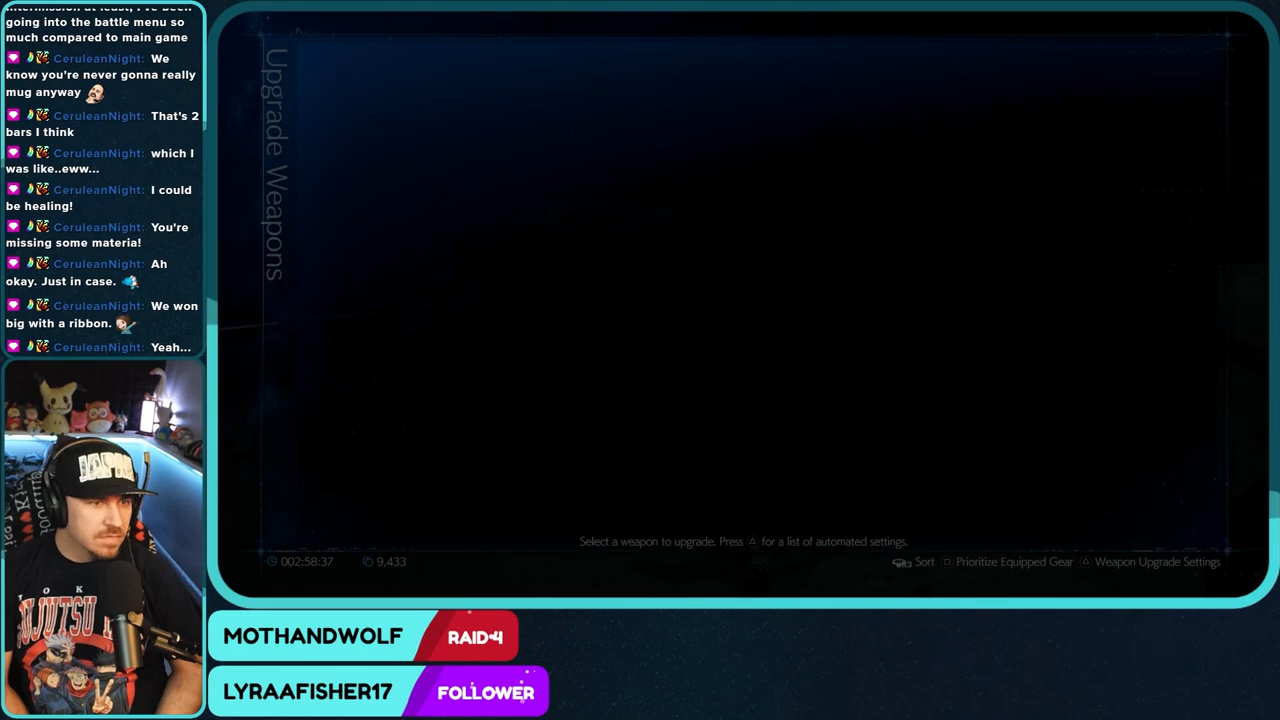 going into the battle menu so
much compared to main game
CeruleanNight: We
know you're never gonna really
mug anyway
CeruleanNight: That's 2
bars I think
CeruleanNight: which I
was like..eww...
CeruleanNight: I could
be healing!
CeruleanNight: You're
missing some materia!
CeruleanNight: Ah
okay. Just in case.
CeruleanNight: We won
big with a ribbon.
CeruleanNight: Yeah...
Upgrade Weapons
Select a weapon to upgrade. Press △ for a list of automated settings.
002:58:37 9,433
Sort Prioritize Equipped Gear Weapon Upgrade Settings
JAPAN
JUJUTSU
MOTHANDWOLF RAID•4
LYRAAFISHER17 FOLLOWER